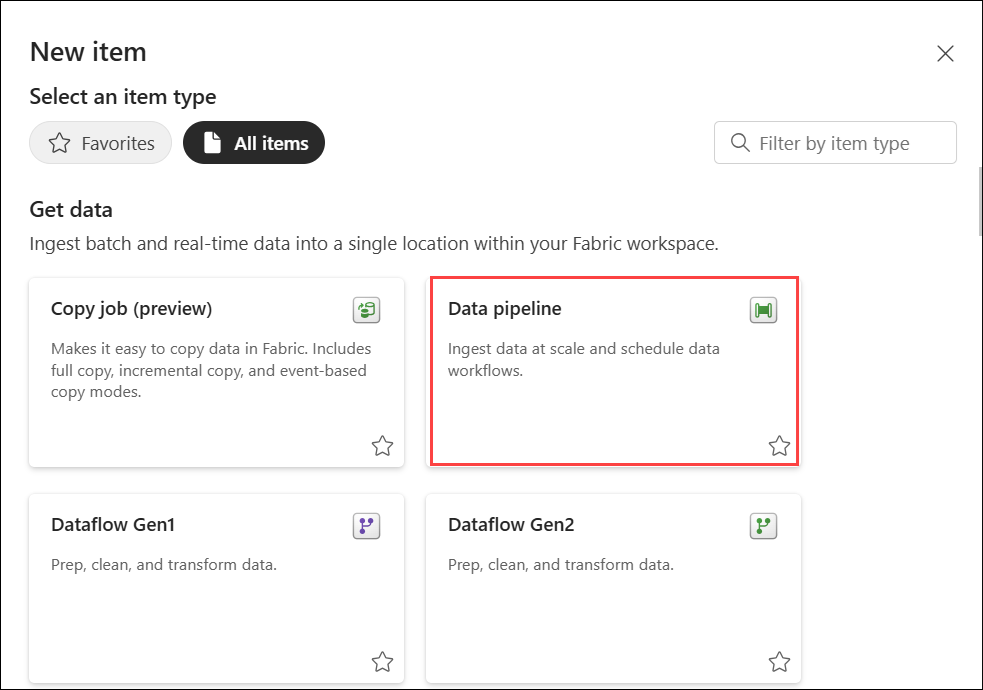 New item
Select an item type
Favorites
All items
Filter by item type
Get data
Ingest batch and real-time data into a single location within your Fabric workspace.
Copy job (preview)
Makes it easy to copy data in Fabric. Includes
full copy, incremental copy, and event-based
copy modes.
Data pipeline
Ingest data at scale and schedule data
workflows.
Dataflow Gen1
Prep, clean, and transform data.
Dataflow Gen2
Prep, clean, and transform data.